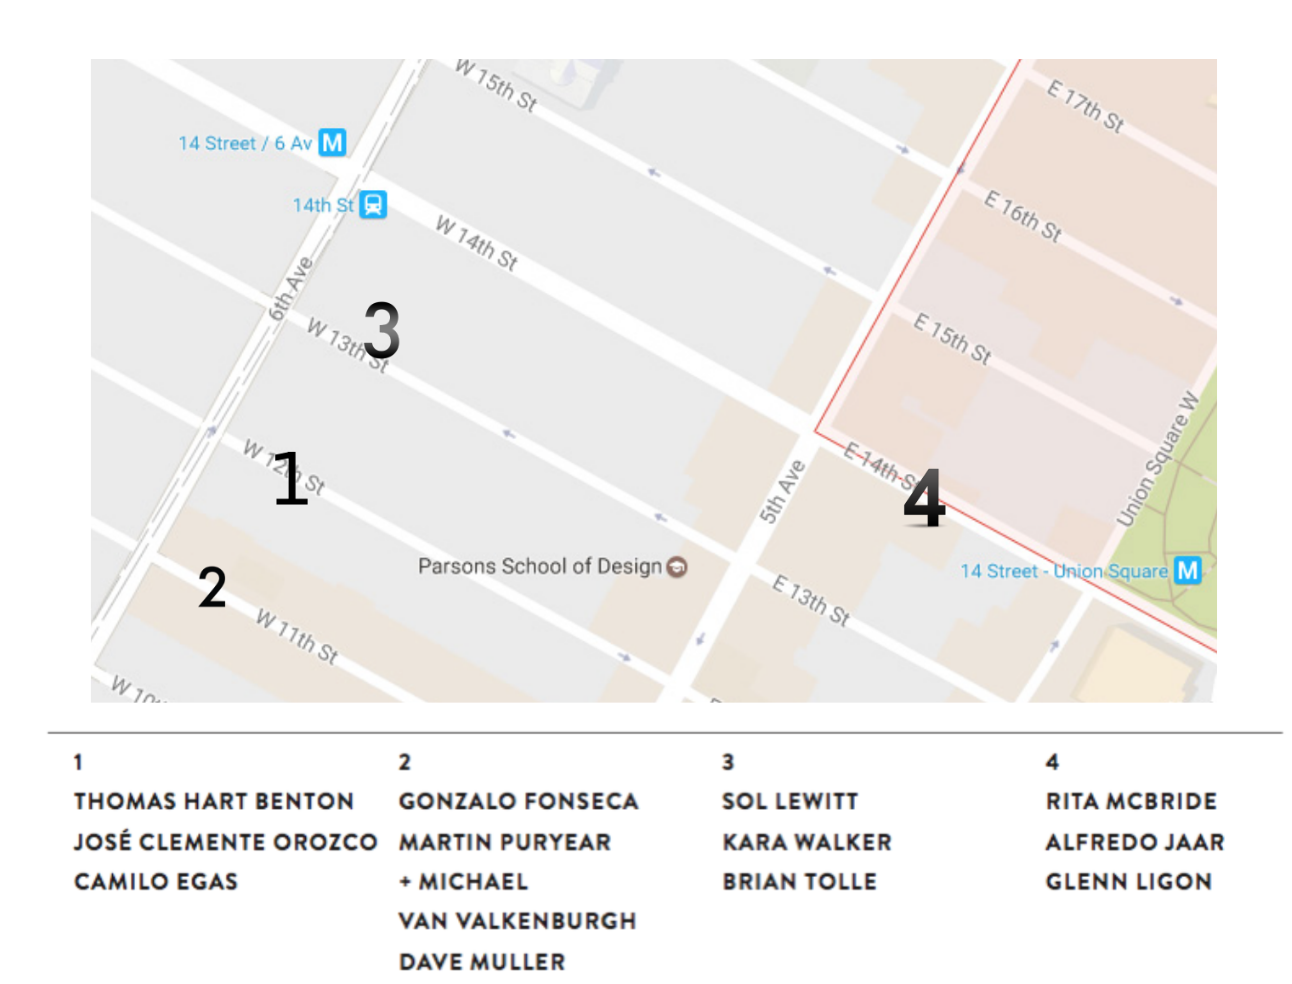 W 15th St
E 17th St
14 Street / 6 Av M
14th St
E 16th St
W 14th St
6th Ave
3
W 13th St
E 15th St
Union Square W
W 12th St
1
E 14th St
4
5th Ave
Parsons School of Design
14 Street - Union Square M
2
E 13th St
W 11th St
W 10th
1
THOMAS HART BENTON
JOSÉ CLEMENTE OROZCO
CAMILO EGAS
2
GONZALO FONSECA
MARTIN PURYEAR
+ MICHAEL
VAN VALKENBURGH
DAVE MULLER
3
SOL LEWITT
KARA WALKER
BRIAN TOLLE
4
RITA MCBRIDE
ALFREDO JAAR
GLENN LIGON